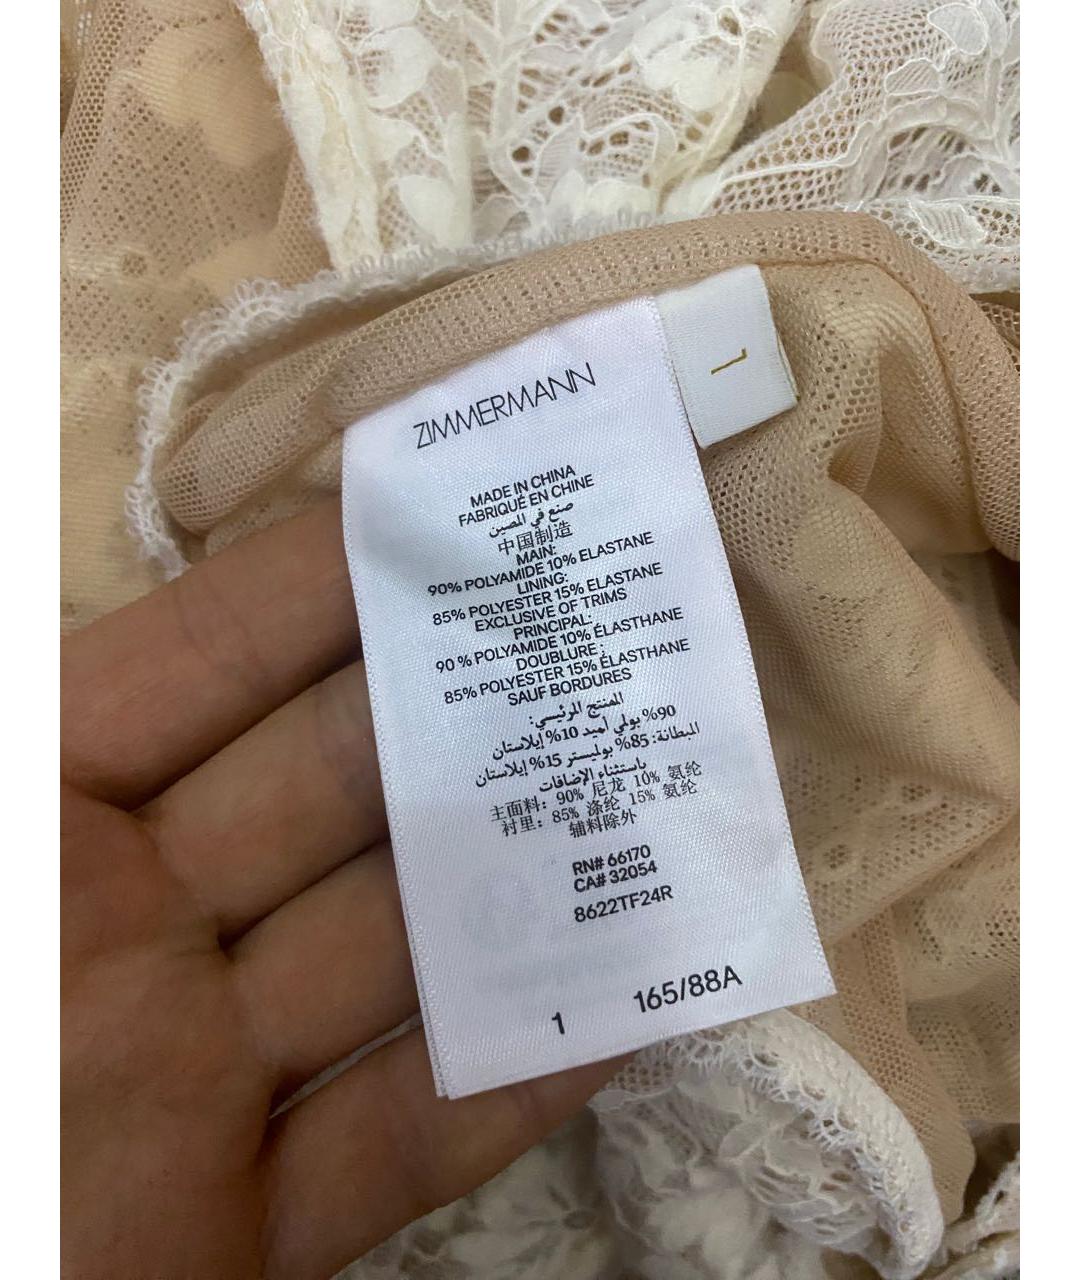 ZIMMERMANN
1
MADE IN CHINA
FABRIQUÉ EN CHINE
صنع في الصين
中国制造
MAIN:
90% POLYAMIDE 10% ELASTANE
LINING:
85% POLYESTER 15% ELASTANE
EXCLUSIVE OF TRIMS
PRINCIPAL:
90 % POLYAMIDE 10% ÉLASTHANE
DOUBLURE :
85% POLYESTER 15% ÉLASTHANE
SAUF BORDURES
المنتج الرئيسي:
90% بولي أميد 10% إيلاستان
البطانة: 85% بوليستر 15% إيلاستان
باستثناء الإضافات
主面料: 90% 尼龙 10% 氨纶
衬里: 85% 涤纶 15% 氨纶
辅料除外
RN# 66170
CA# 32054
8622TF24R
1 165/88A